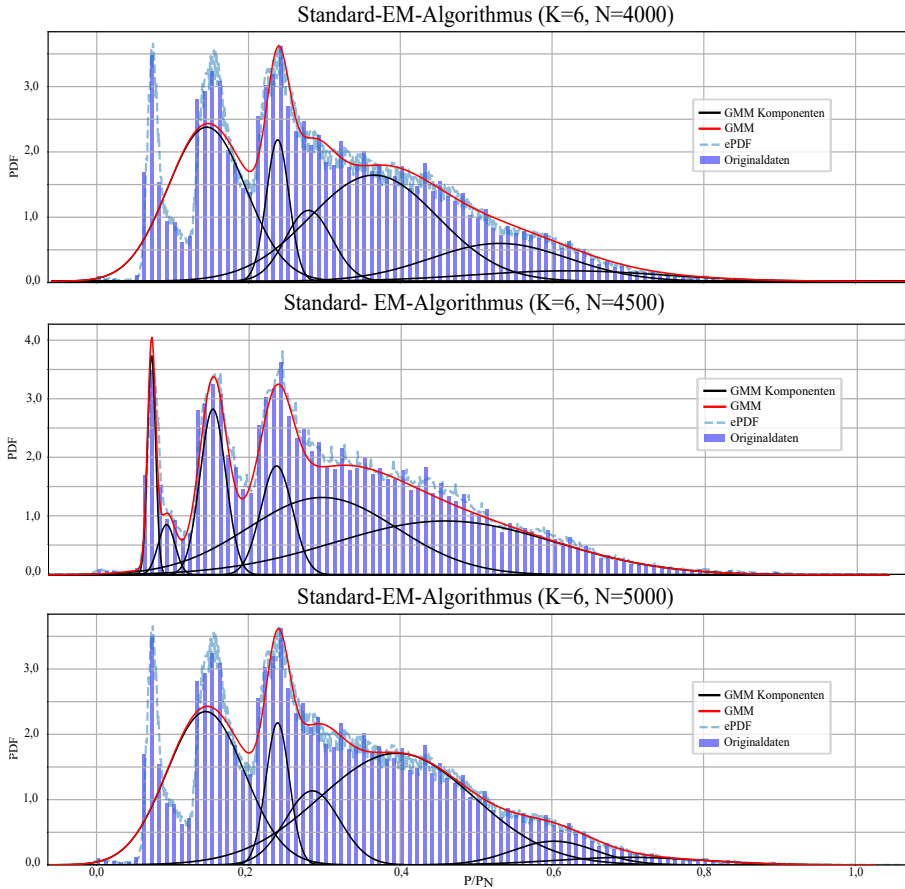 Standard-EM-Algorithmus (K=6, N=4000)
3,0
2,0
1,0
0,0
PDF
GMM Komponenten
GMM
ePDF
Originaldaten
Standard- EM-Algorithmus (K=6, N=4500)
4,0
3,0
2,0
1,0
0,0
PDF
GMM Komponenten
GMM
ePDF
Originaldaten
Standard-EM-Algorithmus (K=6, N=5000)
3,0
2,0
1,0
0,0
PDF
GMM Komponenten
GMM
ePDF
Originaldaten
0,0 0,2 0,4 0,6 0,8 1,0
P/PN